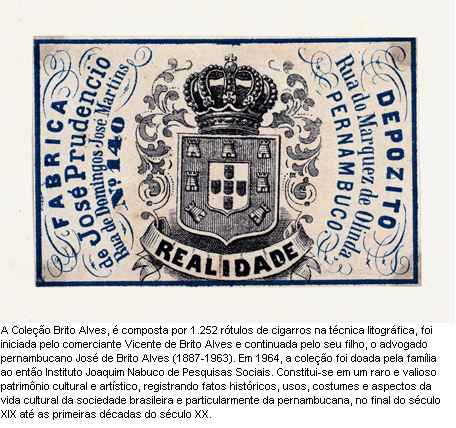 FABRICA
de José Prudencio
Rua de Domingos José Martins
Nº 140
REALIDADE
DEPOZITO
Rua do Marquez de Olinda
PERNAMBUCO
A Coleção Brito Alves, é composta por 1.252 rótulos de cigarros na técnica litográfica, foi
iniciada pelo comerciante Vicente de Brito Alves e continuada pelo seu filho, o advogado
pernambucano José de Brito Alves (1887-1963). Em 1964, a coleção foi doada pela família
ao então Instituto Joaquim Nabuco de Pesquisas Sociais. Constitui-se em um raro e valioso
patrimônio cultural e artístico, registrando fatos históricos, usos, costumes e aspectos da
vida cultural da sociedade brasileira e particularmente da pernambucana, no final do século
XIX até as primeiras décadas do século XX.